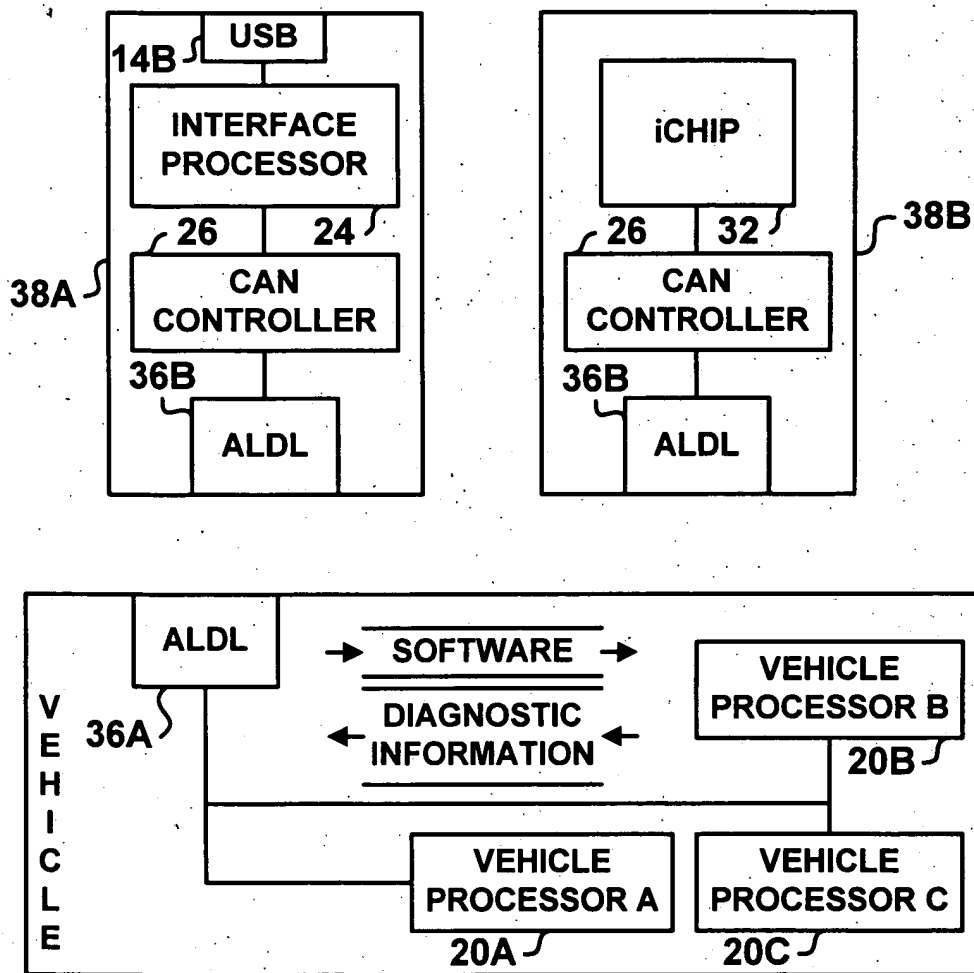 USB
14B
INTERFACE
PROCESSOR
26
24
38A
CAN
CONTROLLER
36B
ALDL
iCHIP
26
32
38B
CAN
CONTROLLER
36B
ALDL
VEHICLE
ALDL
36A
SOFTWARE
DIAGNOSTIC
INFORMATION
VEHICLE
PROCESSOR B
20B
VEHICLE
PROCESSOR A
20A
VEHICLE
PROCESSOR C
20C